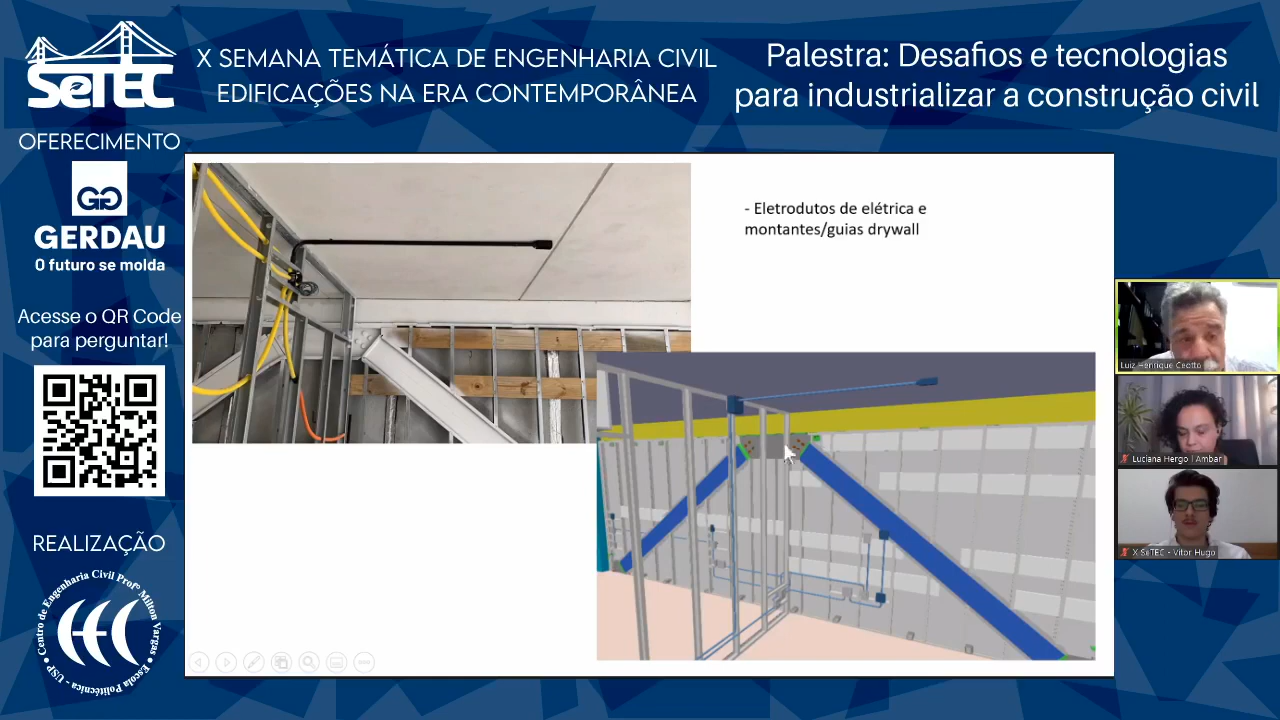 SeTEC
X SEMANA TEMÁTICA DE ENGENHARIA CIVIL
EDIFICAÇÕES NA ERA CONTEMPORÂNEA
Palestra: Desafios e tecnologias
para industrializar a construção civil
OFERECIMENTO
GERDAU
O futuro se molda
Acesse o QR Code
para perguntar!
REALIZAÇÃO
Centro de Engenharia Civil Profº Milton Vargas • Escola Politécnica - USP •
- Eletrodutos de elétrica e
montantes/guias drywall
Luiz Henrique Ceotto
Luciana Hergo | Ambar
X SeTEC - Vitor Hugo